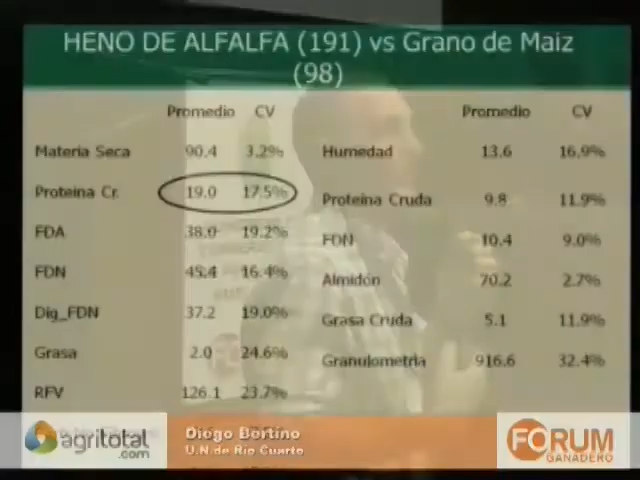 HENO DE ALFALFA (191) vs Grano de Maiz
(98)
Promedio CV
Materia Seca 90.4 3.2%
Proteina Cr. 19.0 17.5%
FDA 38.0 19.2%
FDN 45.4 16.4%
Dig_FDN 37.2 19.0%
Grasa 2.0 24.6%
RFV 126.1 23.7%
Promedio CV
Humedad 13.6 16.9%
Proteína Cruda 9.8 11.9%
FDN 10.4 9.0%
Almidón 70.2 2.7%
Grasa Cruda 5.1 11.9%
Granulometria 916.6 32.4%
agritotal
.com
Diego Bortino
U.N. de Rio Cuarto
FORUM
GANADERO